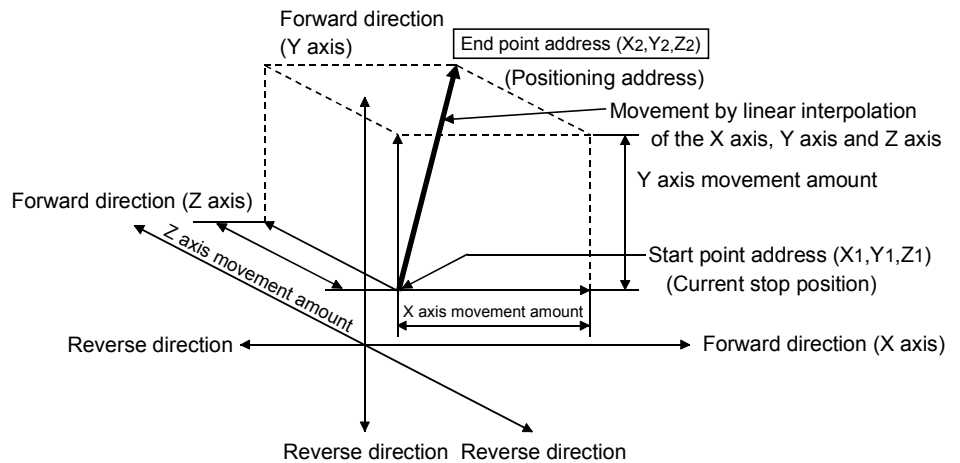 Forward direction
(Y axis)
End point address (X2,Y2,Z2)
(Positioning address)
Movement by linear interpolation
of the X axis, Y axis and Z axis
Y axis movement amount
Forward direction (Z axis)
Z axis movement amount
Start point address (X1,Y1,Z1)
(Current stop position)
X axis movement amount
Reverse direction
Forward direction (X axis)
Reverse direction
Reverse direction